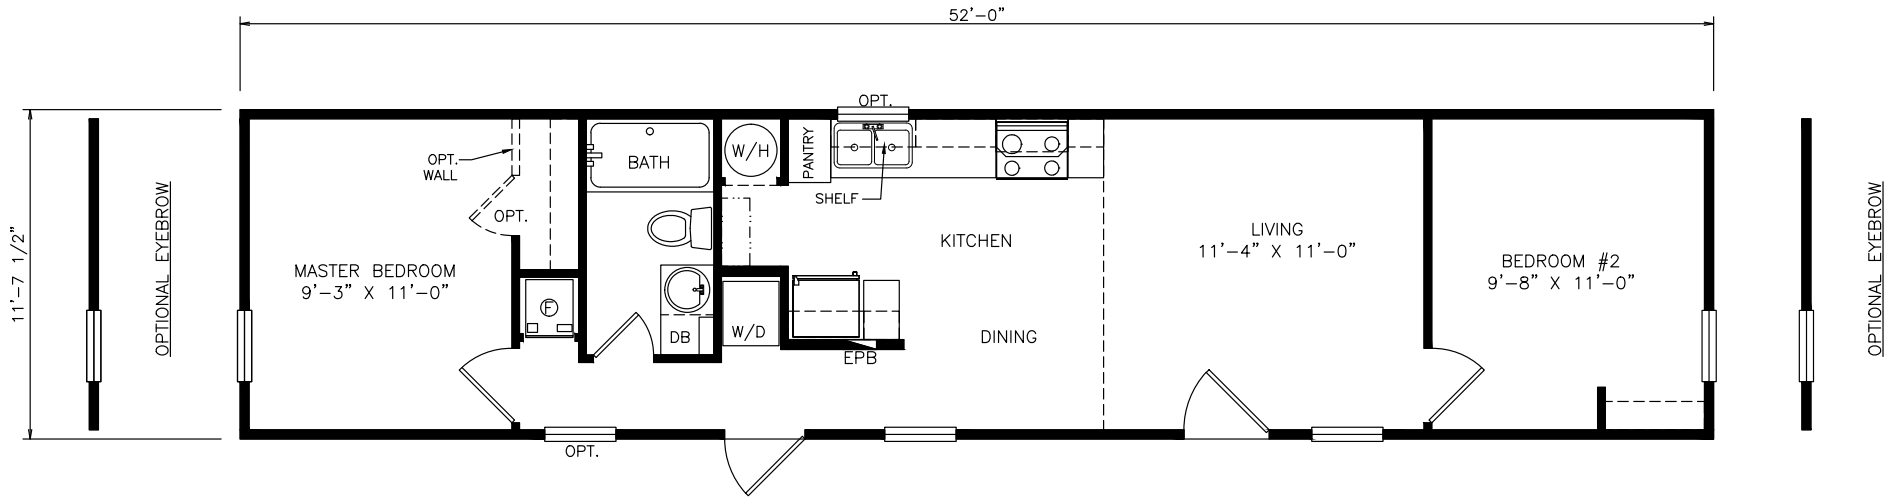 52'-0"
11'-7 1/2"
OPTIONAL EYEBROW
MASTER BEDROOM
9'-3" X 11'-0"
OPT.
WALL
OPT.
F
BATH
DB
OPT.
W/H
W/D
PANTRY
OPT.
SHELF
EPB
KITCHEN
DINING
LIVING
11'-4" X 11'-0"
BEDROOM #2
9'-8" X 11'-0"
OPTIONAL EYEBROW